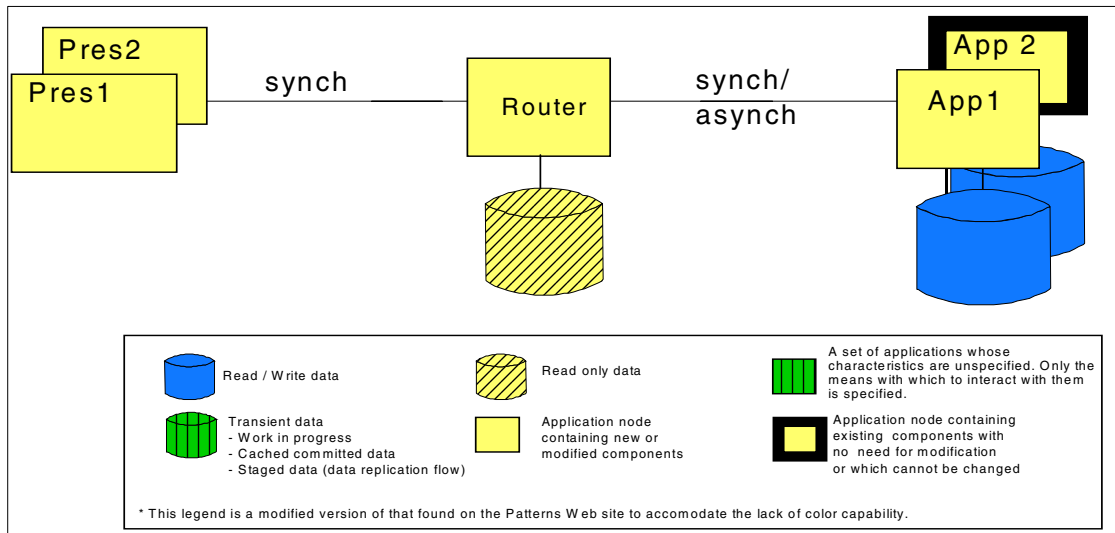 Pres2
Pres1
synch
Router
synch/
asynch
App 2
App1
Read / Write data
Read only data
A set of applications whose
characteristics are unspecified. Only the
means with which to interact with them
is specified.
Transient data
- Work in progress
- Cached committed data
- Staged data (data replication flow)
Application node
containing new or
modified components
Application node containing
existing components with
no need for modification
or which cannot be changed
* This legend is a modified version of that found on the Patterns Web site to accomodate the lack of color capability.